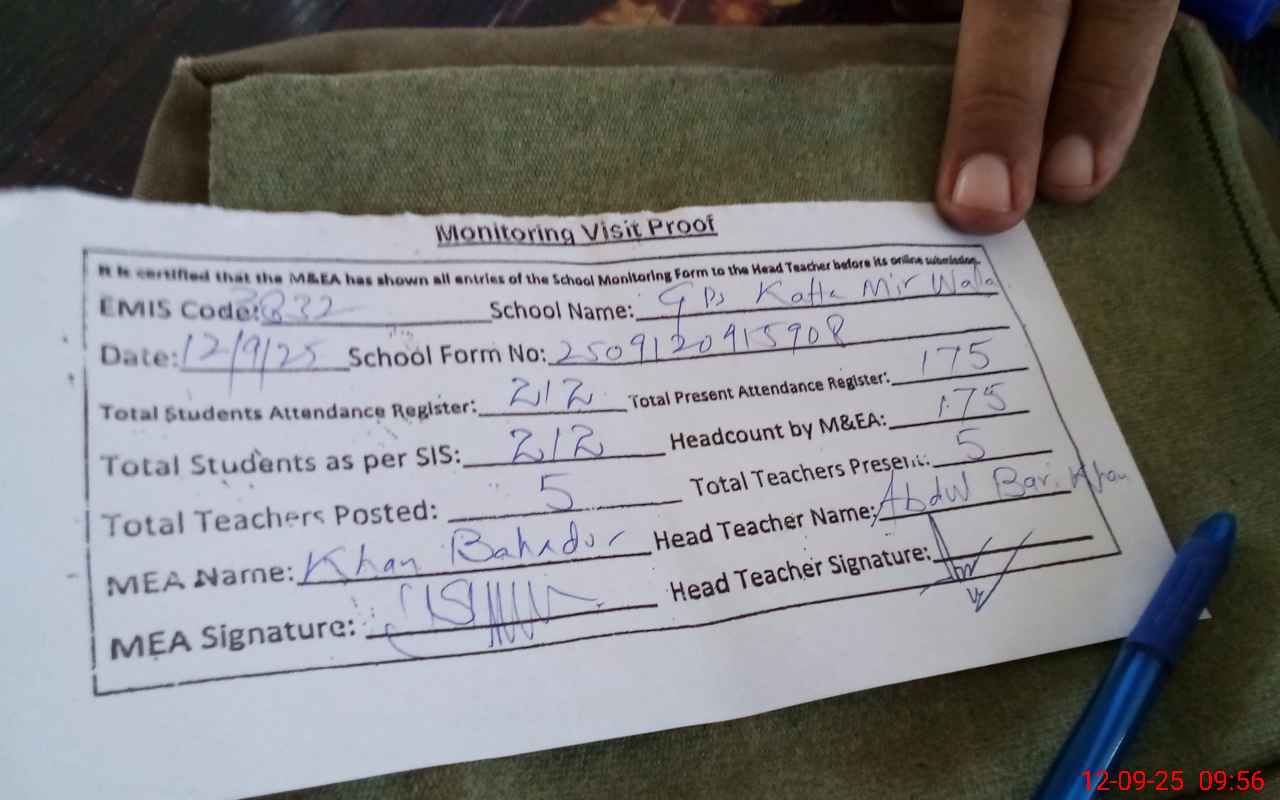 Monitoring Visit Proof
It is certified that the M&EA has shown all entries of the School Monitoring Form to the Head Teacher before its online submission.
EMIS Code: 3832 School Name: GPS Kotla Mir Wala
Date: 12/9/25 School Form No: 2509120915908
Total Students Attendance Register: 212 Total Present Attendance Register: 175
Total Students as per SIS: 212 Headcount by M&EA: 175
Total Teachers Posted: 5 Total Teachers Present: 5
MEA Name: Khan Bahadur Head Teacher Name: Abdul Bari Khan
MEA Signature: Head Teacher Signature:
12-09-25 09:56